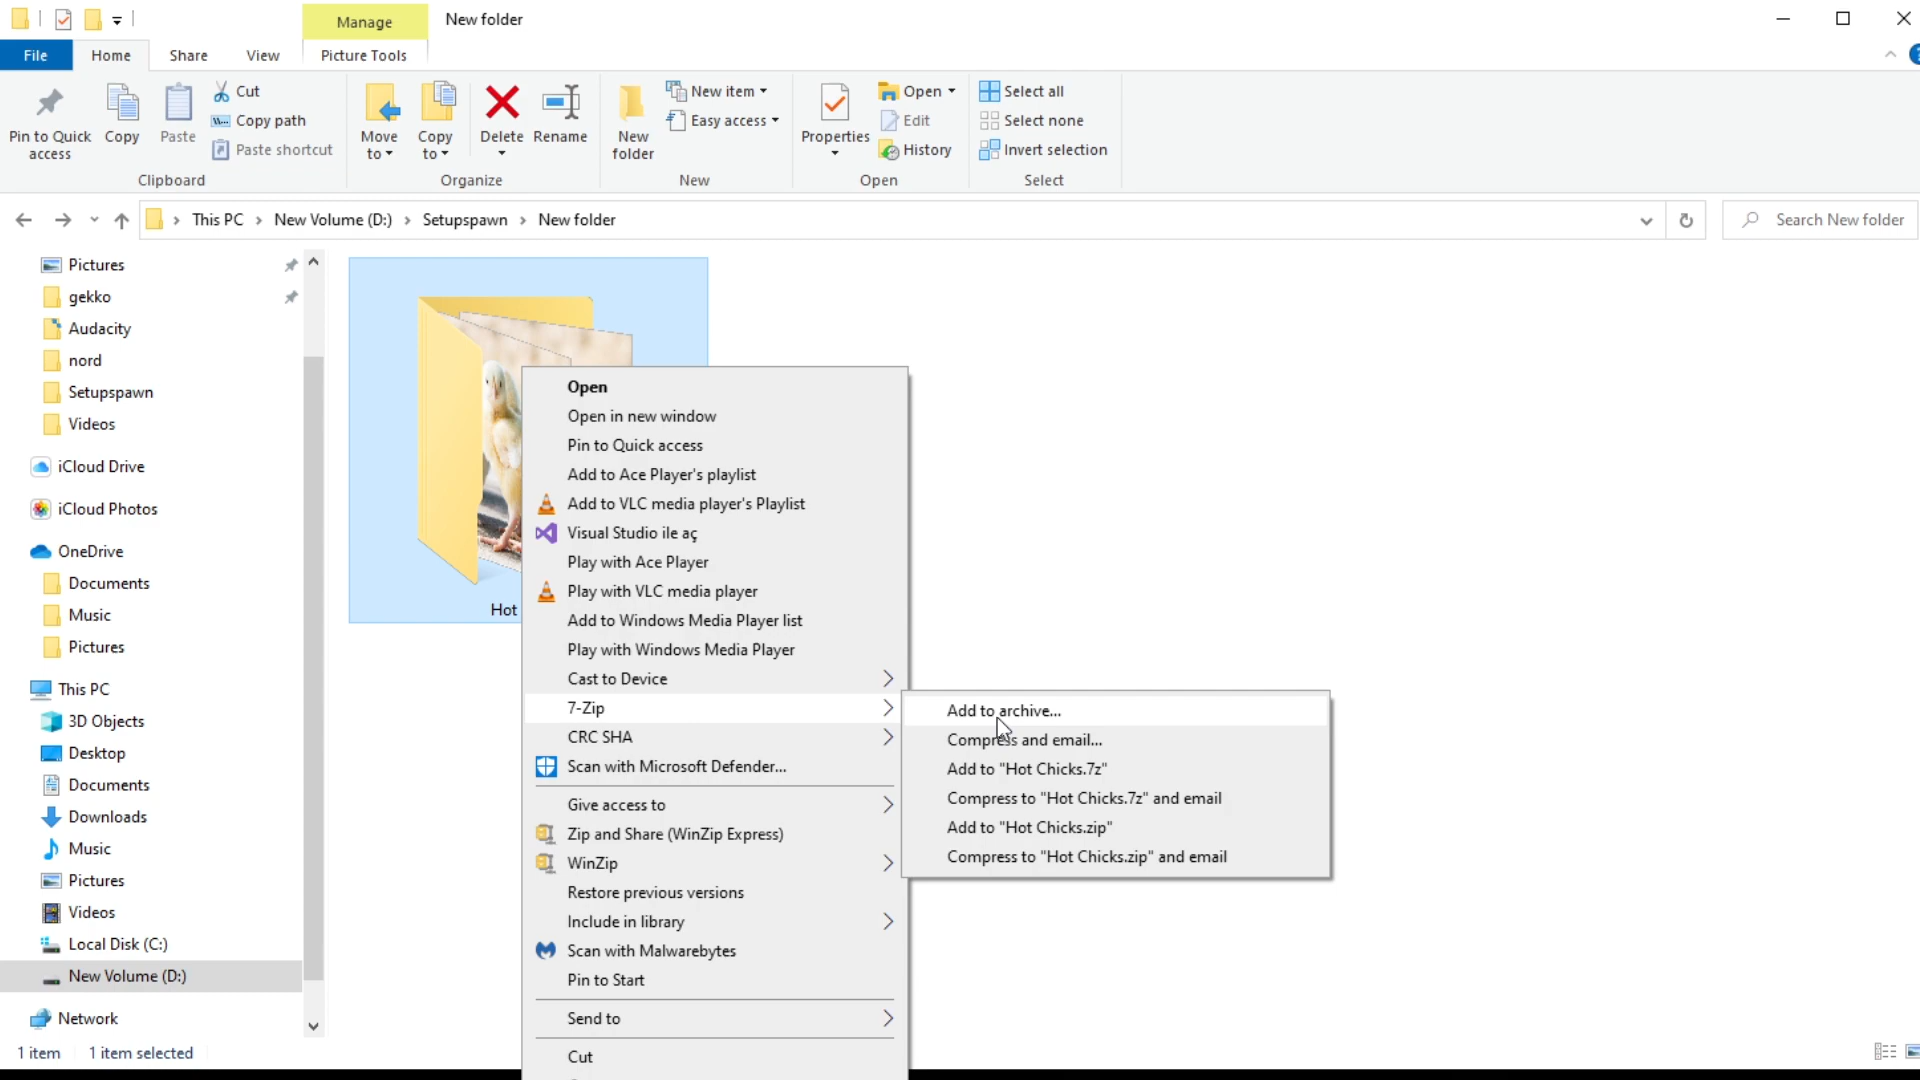 Manage
New folder
File
Home
Share
View
Picture Tools
Pin to Quick access
Copy
Paste
Cut
Copy path
Paste shortcut
Clipboard
Move to
Copy to
Delete
Rename
Organize
New folder
New item
Easy access
New
Properties
Open
Edit
History
Open
Select all
Select none
Invert selection
Select
This PC > New Volume (D:) > Setupspawn > New folder
Search New folder
Pictures
gekko
Audacity
nord
Setupspawn
Videos
iCloud Drive
iCloud Photos
OneDrive
Documents
Music
Pictures
This PC
3D Objects
Desktop
Documents
Downloads
Music
Pictures
Videos
Local Disk (C:)
New Volume (D:)
Network
1 item
1 item selected
Hot
Open
Open in new window
Pin to Quick access
Add to Ace Player's playlist
Add to VLC media player's Playlist
Visual Studio ile aç
Play with Ace Player
Play with VLC media player
Add to Windows Media Player list
Play with Windows Media Player
Cast to Device
7-Zip
CRC SHA
Scan with Microsoft Defender...
Give access to
Zip and Share (WinZip Express)
WinZip
Restore previous versions
Include in library
Scan with Malwarebytes
Pin to Start
Send to
Cut
Add to archive...
Compress and email...
Add to "Hot Chicks.7z"
Compress to "Hot Chicks.7z" and email
Add to "Hot Chicks.zip"
Compress to "Hot Chicks.zip" and email